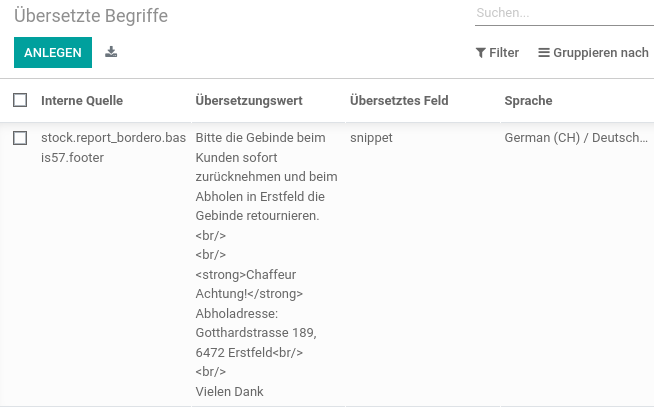 Übersetzte Begriffe
Suchen...
ANLEGEN
Filter
Gruppieren nach
Interne Quelle
Übersetzungswert
Übersetztes Feld
Sprache
stock.report_bordero.bas
is57.footer
Bitte die Gebinde beim
Kunden sofort
zurücknehmen und beim
Abholen in Erstfeld die
Gebinde retournieren.
<br/>
<br/>
<strong>Chaffeur
Achtung!</strong>
Abholadresse:
Gotthardstrasse 189,
6472 Erstfeld<br/>
<br/>
Vielen Dank
snippet
German (CH) / Deutsch...